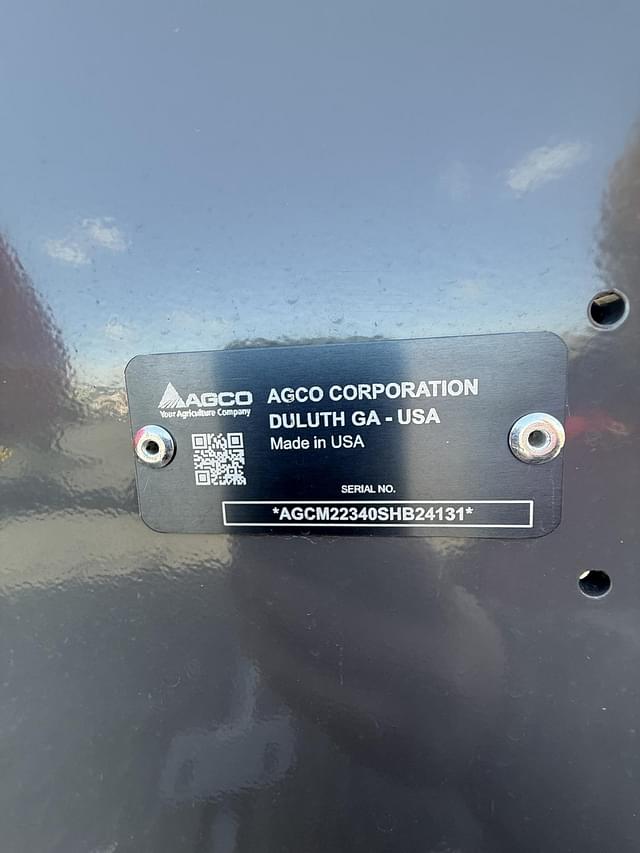 AGCO
Your Agriculture Company
AGCO CORPORATION
DULUTH GA - USA
Made in USA
SERIAL NO.
*AGCM22340SHB24131*